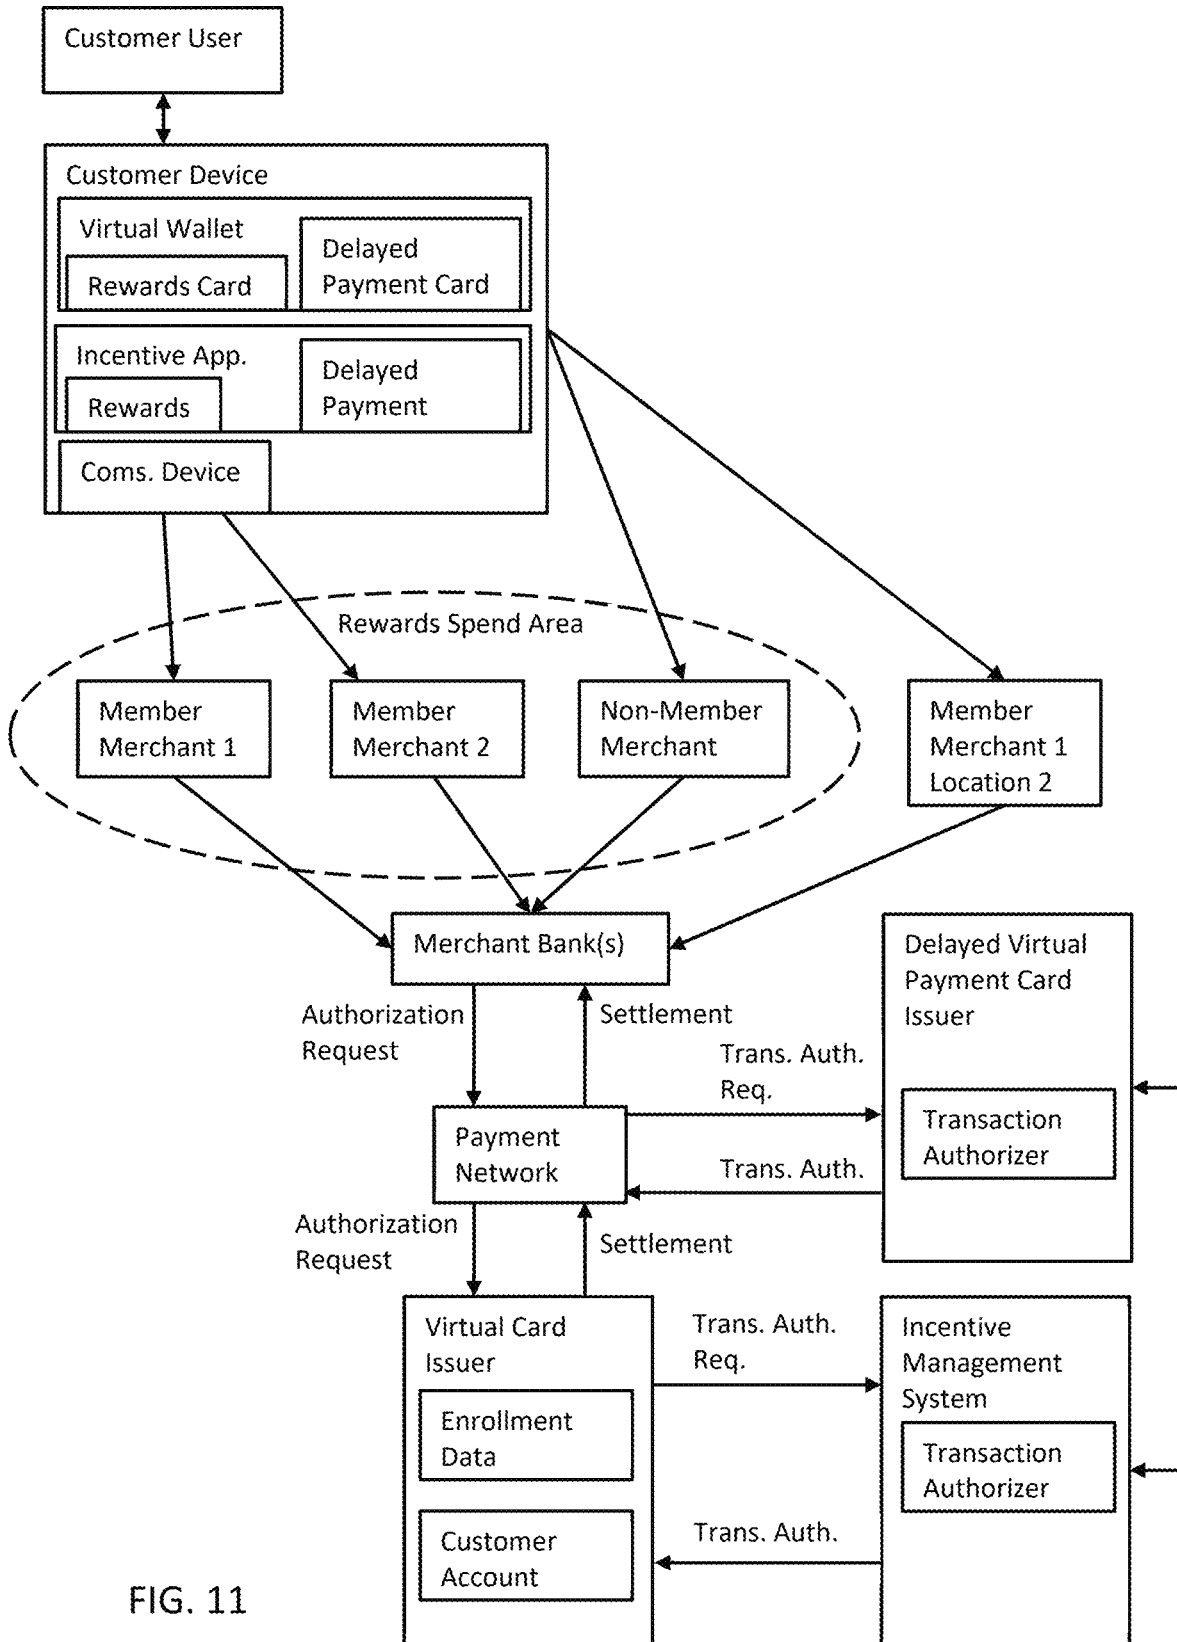 Customer User
Customer Device
Virtual Wallet
Rewards Card
Delayed
Payment Card
Incentive App.
Rewards
Delayed
Payment
Coms. Device
Rewards Spend Area
Member
Merchant 1
Member
Merchant 2
Non-Member
Merchant
Member
Merchant 1
Location 2
Merchant Bank(s)
Delayed Virtual
Payment Card
Issuer
Authorization
Request
Settlement
Trans. Auth.
Req.
Transaction
Authorizer
Payment
Network
Trans. Auth.
Authorization
Request
Settlement
Virtual Card
Issuer
Trans. Auth.
Req.
Incentive
Management
System
Enrollment
Data
Transaction
Authorizer
Customer
Account
Trans. Auth.
FIG. 11